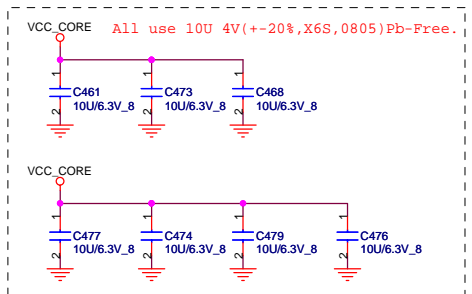 VCC_CORE All use 10U 4V(+-20%,X6S,0805)Pb-Free.
1 1 1
C461 C473 C468
10U/6.3V_8 10U/6.3V_8 10U/6.3V_8
2 2 2
VCC_CORE
1 1 1 1
C477 C474 C479 C476
10U/6.3V_8 10U/6.3V_8 10U/6.3V_8 10U/6.3V_8
2 2 2 2